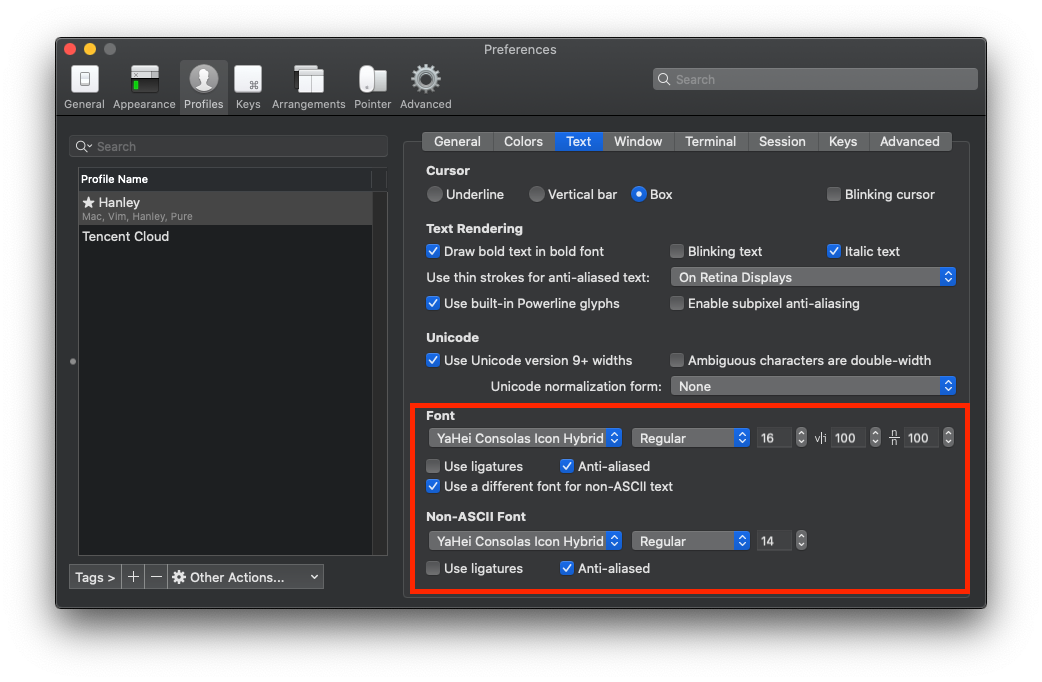 Preferences
General Appearance Profiles Keys Arrangements Pointer Advanced
Search
Search
Profile Name
Hanley
Mac, Vim, Hanley, Pure
Tencent Cloud
Tags >
Other Actions...
General Colors Text Window Terminal Session Keys Advanced
Cursor
Underline Vertical bar Box Blinking cursor
Text Rendering
Draw bold text in bold font Blinking text Italic text
Use thin strokes for anti-aliased text: On Retina Displays
Use built-in Powerline glyphs Enable subpixel anti-aliasing
Unicode
Use Unicode version 9+ widths Ambiguous characters are double-width
Unicode normalization form: None
Font
YaHei Consolas Icon Hybrid Regular 16 v|i 100 n/n 100
Use ligatures Anti-aliased
Use a different font for non-ASCII text
Non-ASCII Font
YaHei Consolas Icon Hybrid Regular 14
Use ligatures Anti-aliased